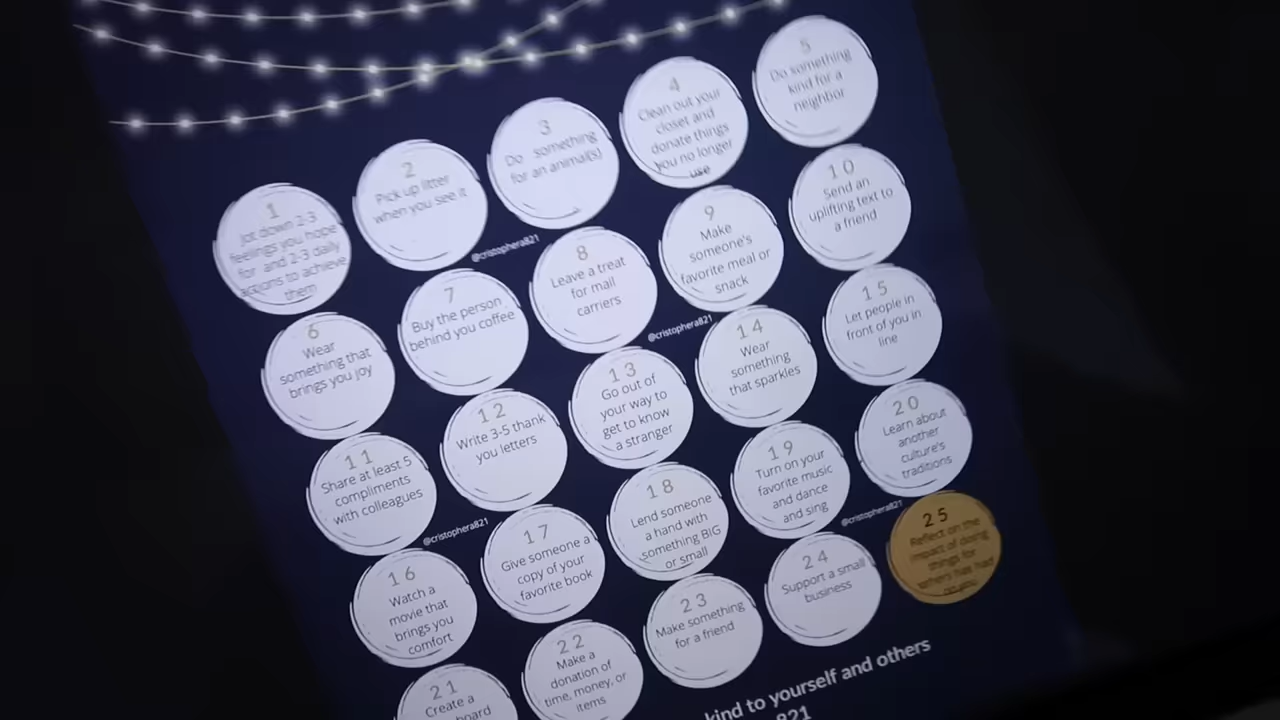 1
Jot down 2-3
feelings you hope
for and 2-3 daily
actions to achieve
them
2
Pick up litter
when you see it
3
Do something
for an animal(s)
4
Clean out your
closet and
donate things
you no longer
use
5
Do something
kind for a
neighbor
@cristophera821
6
Wear
something that
brings you joy
7
Buy the person
behind you coffee
8
Leave a treat
for mail
carriers
9
Make
someone's
favorite meal or
snack
10
Send an
uplifting text to
a friend
@cristophera821
11
Share at least 5
compliments
with colleagues
12
Write 3-5 thank
you letters
13
Go out of
your way to
get to know
a stranger
14
Wear
something
that sparkles
15
Let people in
front of you in
line
@cristophera821
16
Watch a
movie that
brings you
comfort
17
Give someone a
copy of your
favorite book
18
Lend someone
a hand with
something BIG
or small
19
Turn on your
favorite music
and dance
and sing
20
Learn about
another
culture's
traditions
@cristophera821
21
Create a
22
Make a
donation of
time, money, or
items
23
Make something
for a friend
24
Support a small
business
25
Reflect on the
impact of doing
things for
others has had
on you
kind to yourself and others
821